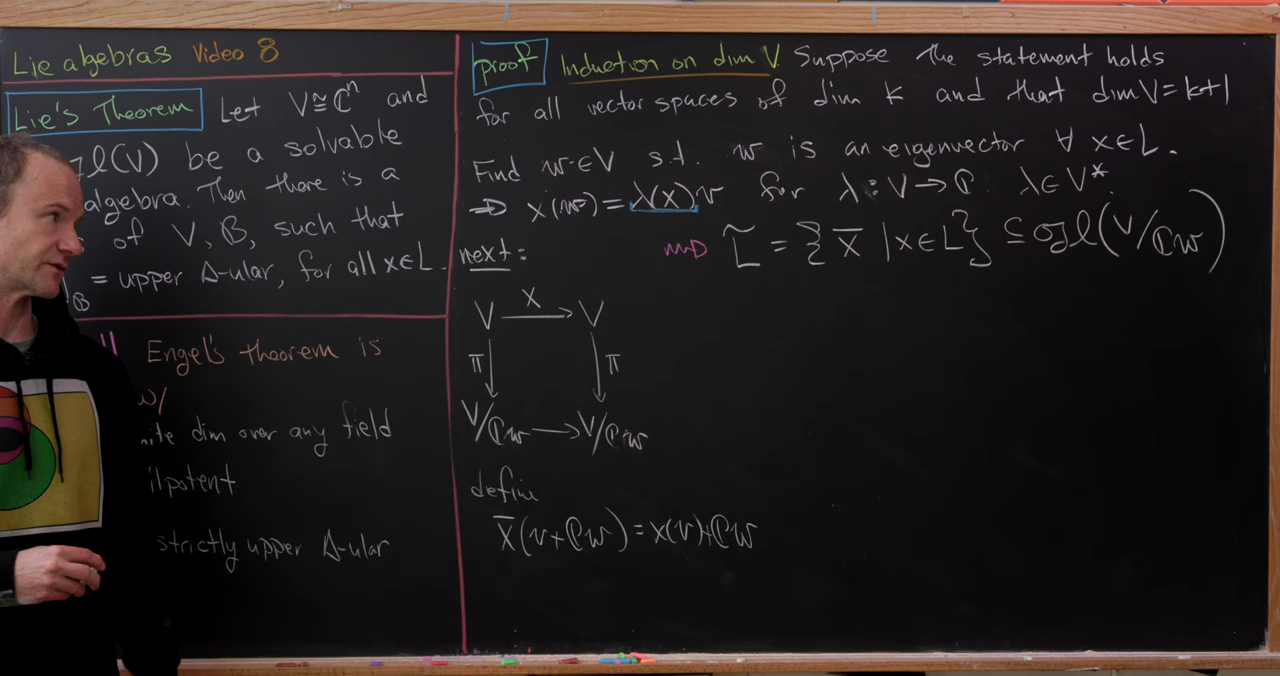 Lie algebras Video 8
Lie's Theorem Let V≅ℂⁿ and
gl(V) be a solvable
algebra. Then there is a
of V, B, such that
B = upper Δ-ular, for all x∈L.
Engel's theorem is
w/
dim over any field
strictly upper Δ-ular
proof Induction on dim V Suppose the statement holds
for all vector spaces of dim k and that dim V = k+1
Find w∈V s.t. w is an eigenvector ∀ x∈L.
⇒ x(w) = λ(x)w for λ: V→ℂ λ∈V*.
next: ⇝ L̃ = {x̄ | x∈L} ⊆ gl(V/ℂw)
V x→ V
π↓ ↓π
V/ℂw → V/ℂw
define
x̄(v+ℂw) = x(v)+ℂw